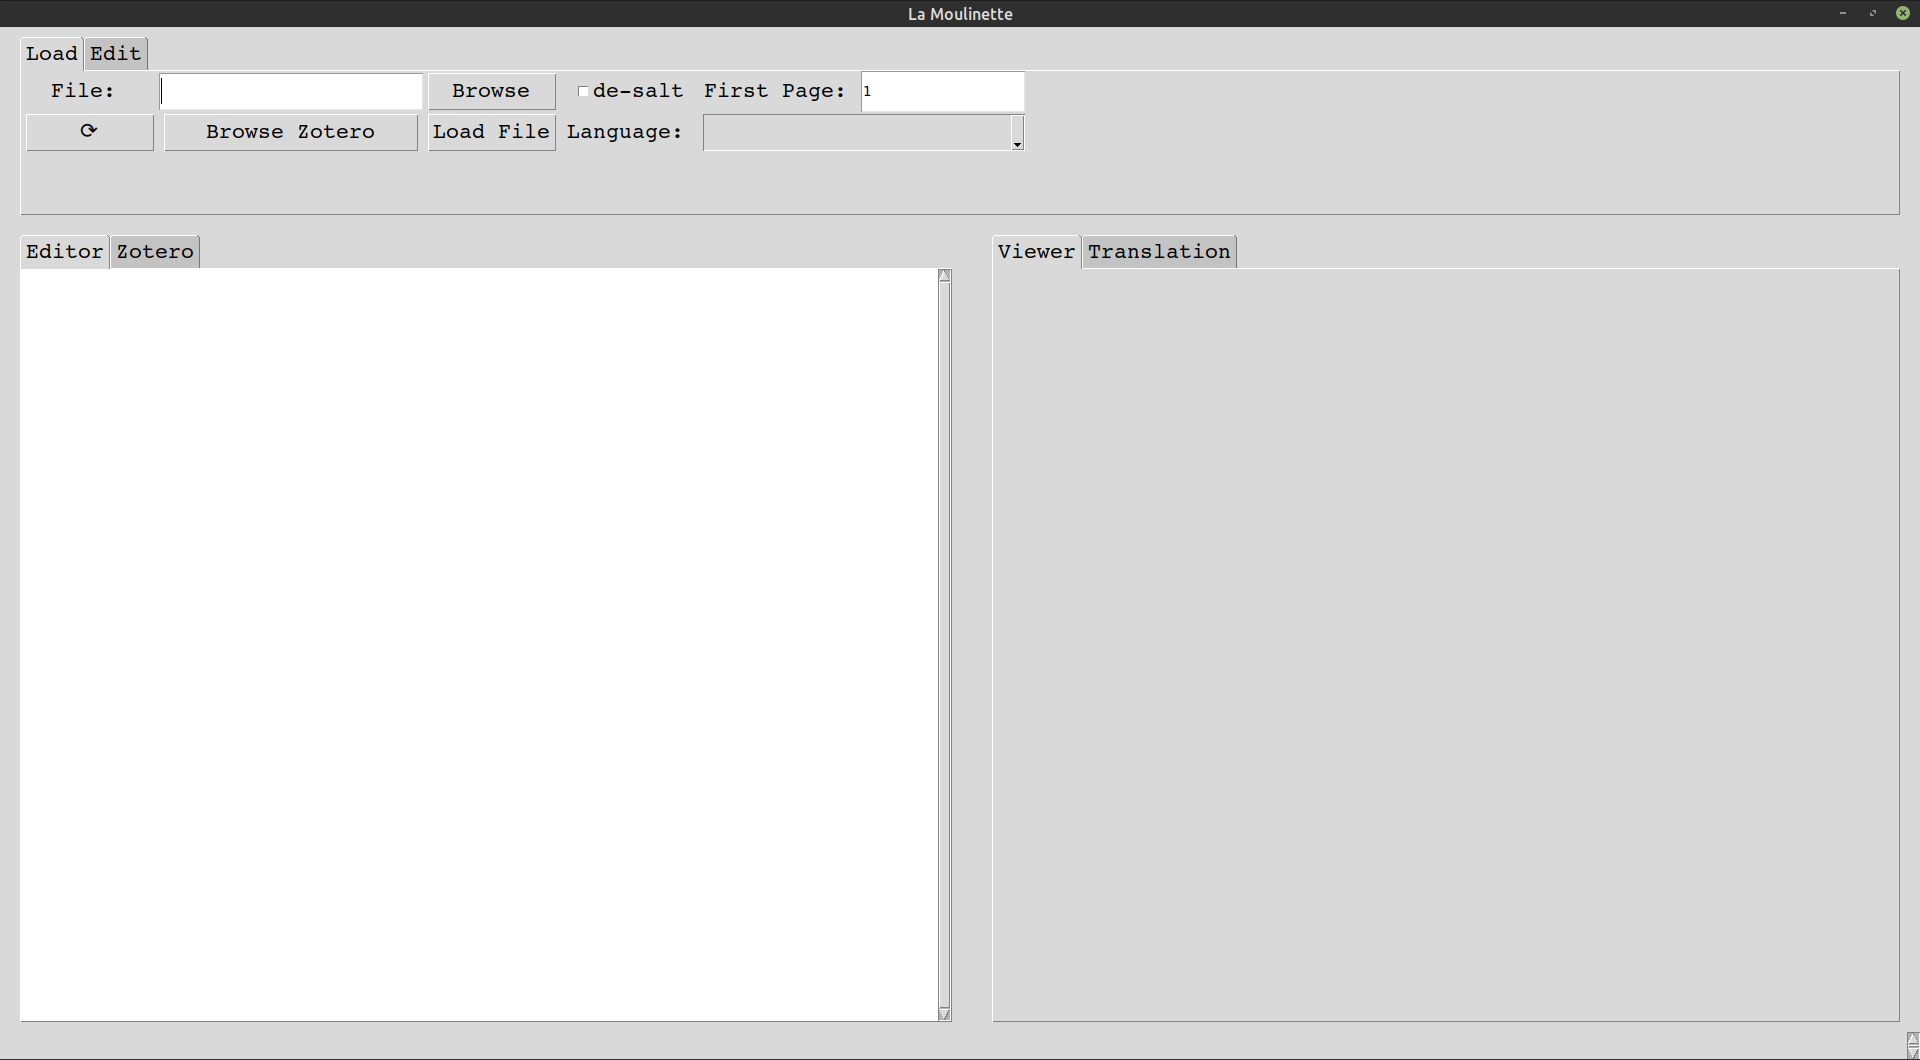 La Moulinette
Load Edit
File: Browse de-salt First Page: 1
⟳ Browse Zotero Load File Language:
Editor Zotero Viewer Translation